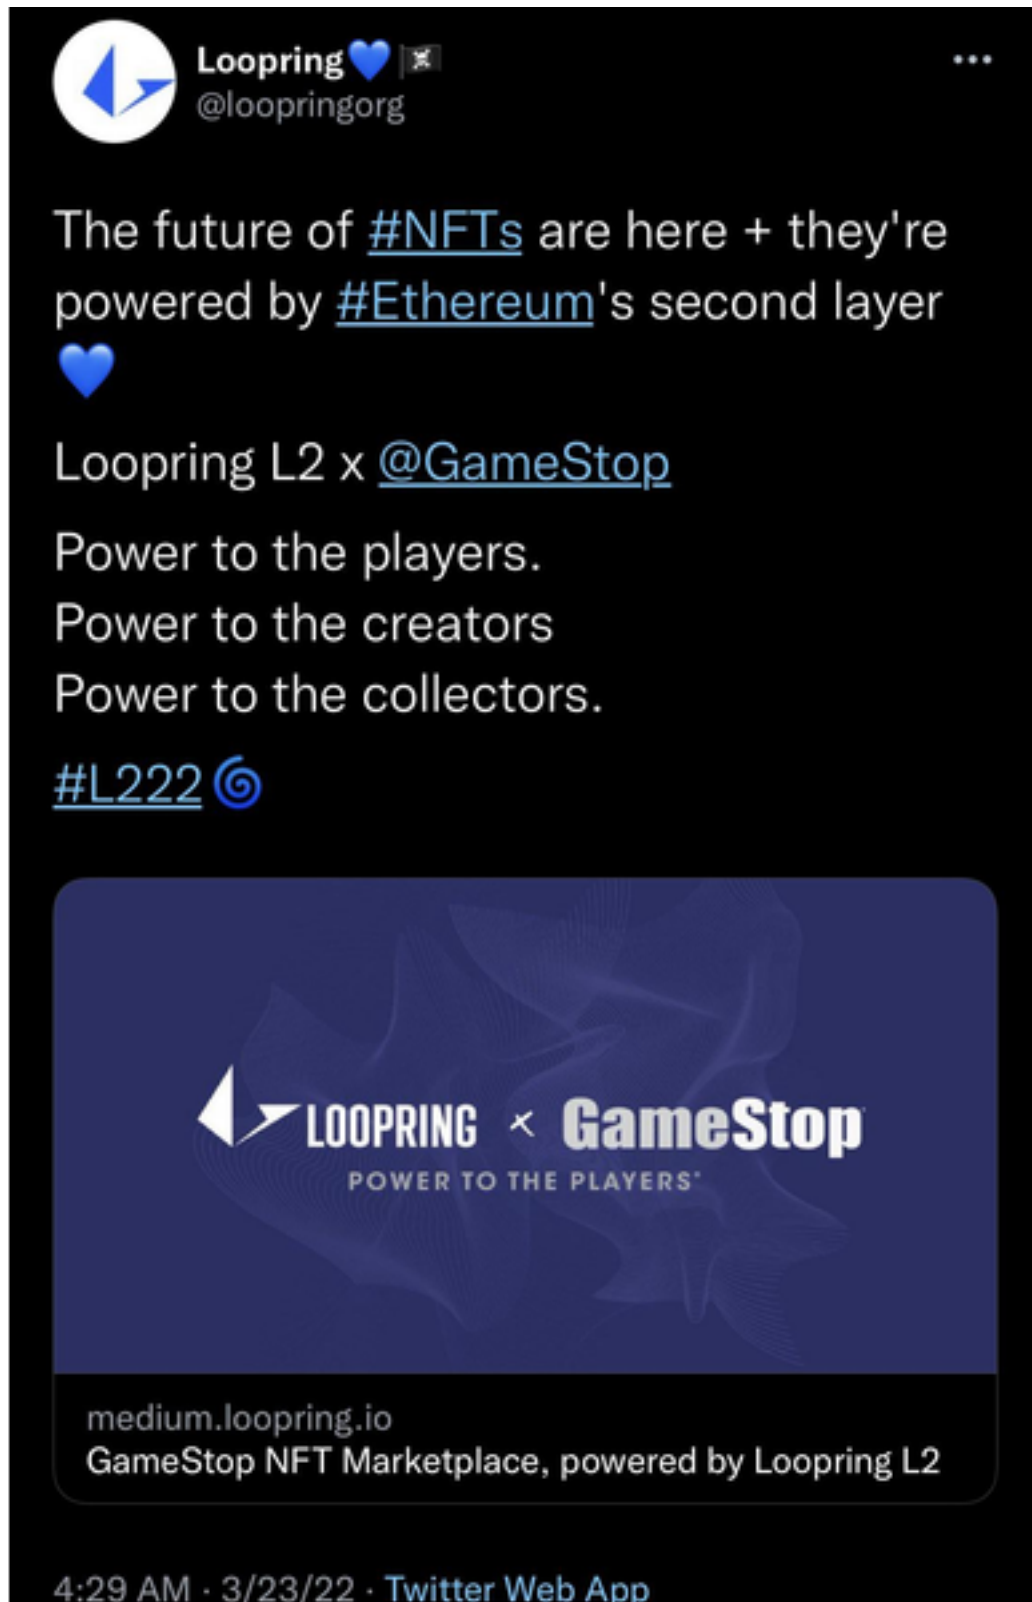 Loopring💙🏴‍☠️
@loopringorg
The future of #NFTs are here + they're
powered by #Ethereum's second layer
💙
Loopring L2 x @GameStop
Power to the players.
Power to the creators
Power to the collectors.
#L222🌀
LOOPRING x GameStop
POWER TO THE PLAYERS®
medium.loopring.io
GameStop NFT Marketplace, powered by Loopring L2
4:29 AM · 3/23/22 · Twitter Web App